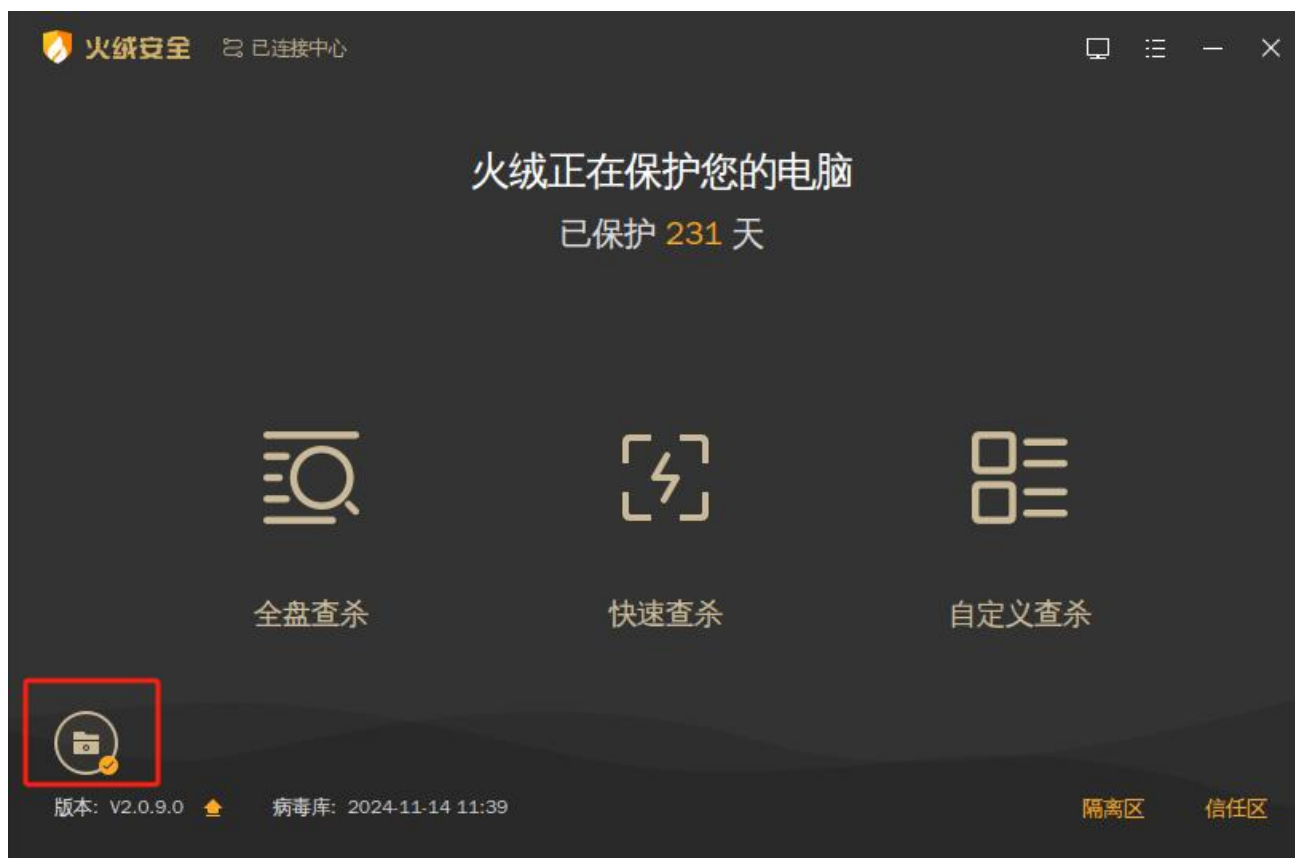 火绒安全 已连接中心
火绒正在保护您的电脑
已保护 231 天
全盘查杀 快速查杀 自定义查杀
版本: V2.0.9.0 病毒库: 2024-11-14 11:39 隔离区 信任区